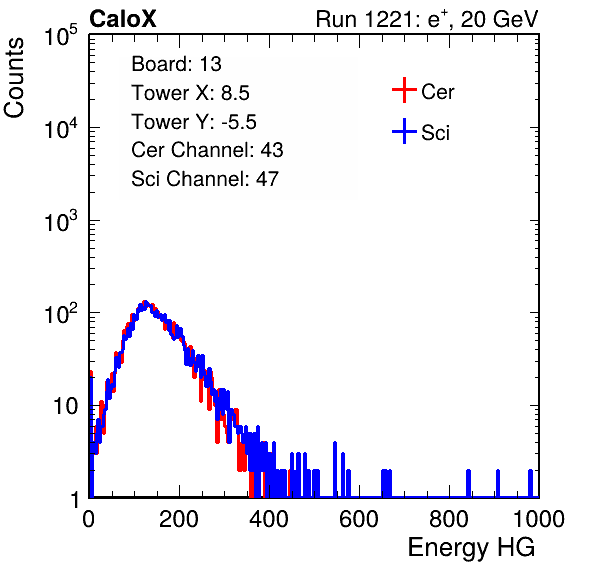 CaloX Run 1221: e⁺, 20 GeV
Counts
Board: 13
Tower X: 8.5
Tower Y: -5.5
Cer Channel: 43
Sci Channel: 47
Cer
Sci
10⁵
10⁴
10³
10²
10
1
0 200 400 600 800 1000
Energy HG